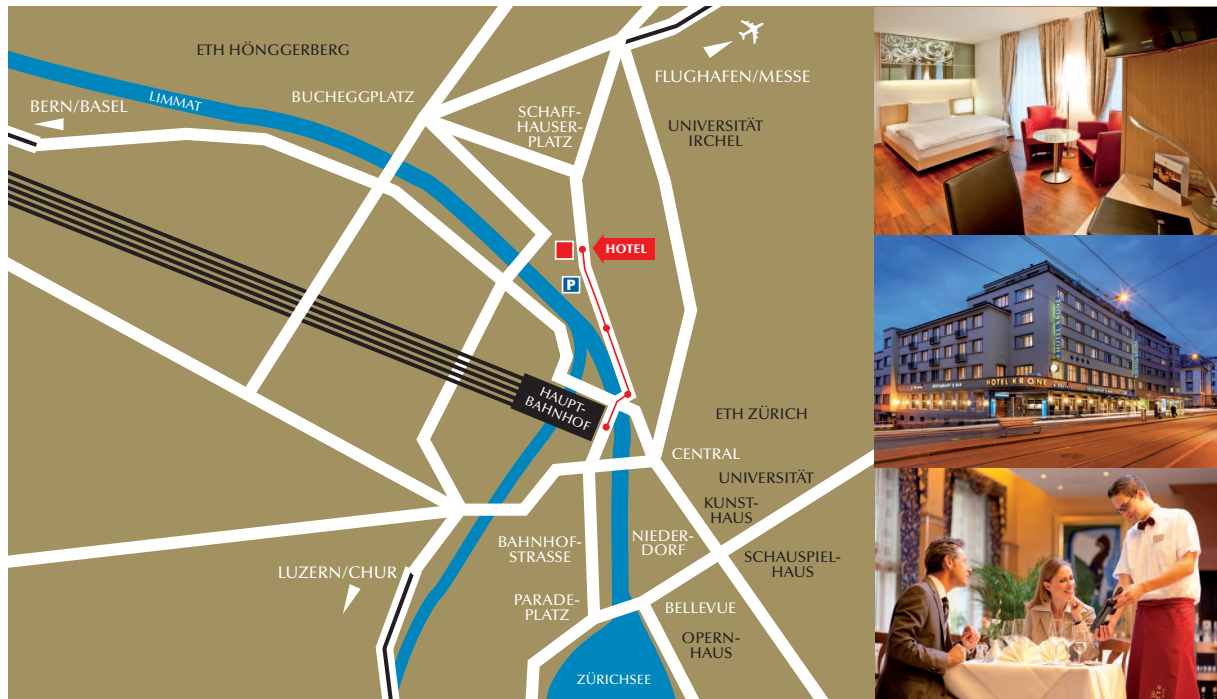 ETH HÖNGGERBERG
FLUGHAFEN/MESSE
LIMMAT
BUCHEGGPLATZ
BERN/BASEL
SCHAFF-
HAUSER-
PLATZ
UNIVERSITÄT
IRCHEL
HOTEL
P
HAUPT-
BAHNHOF
ETH ZÜRICH
CENTRAL
UNIVERSITÄT
KUNST-
HAUS
BAHNHOF-
STRASSE
NIEDER-
DORF
SCHAUSPIEL-
HAUS
LUZERN/CHUR
PARADE-
PLATZ
BELLEVUE
OPERN-
HAUS
ZÜRICHSEE
HOTEL KRONE
HOTEL KRONE